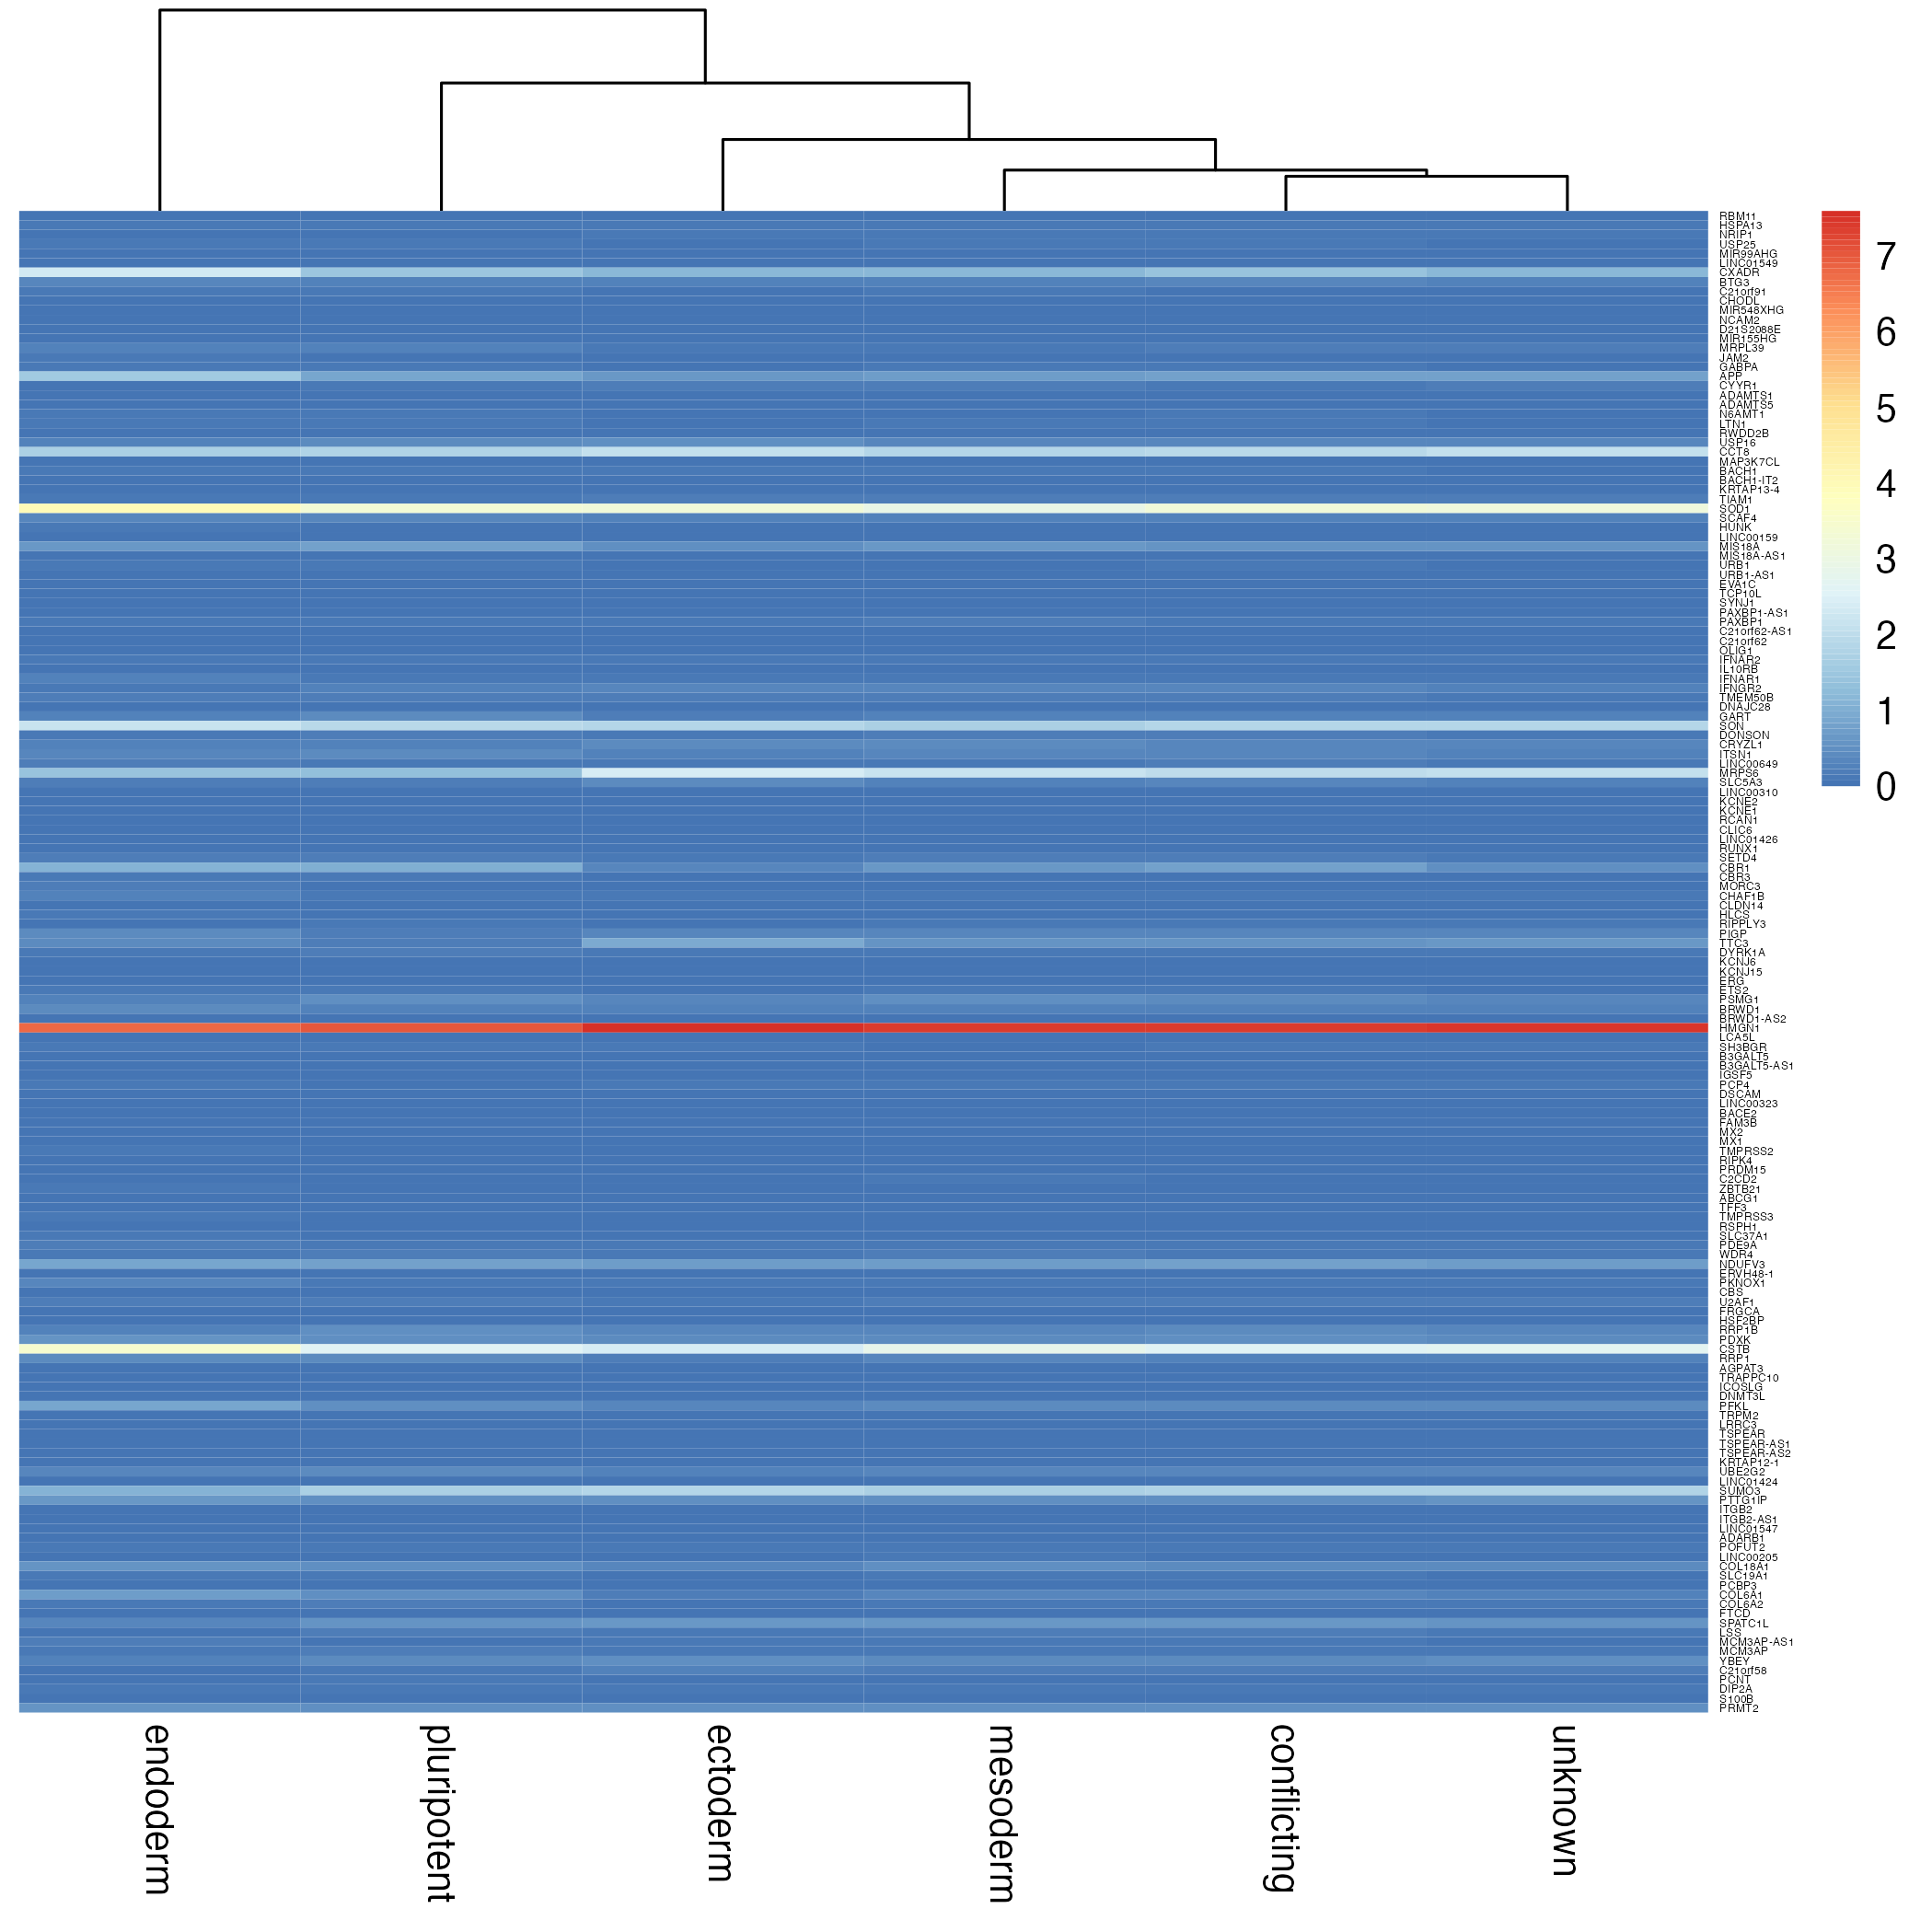 RBM11
HSPA13
NRIP1
USP25
MIR99AHG
LINC01549
CXADR
BTG3
C21orf91
CHODL
MIR548XHG
NCAM2
D21S2088E
MIR155HG
MRPL39
JAM2
GABPA
APP
CYYR1
ADAMTS1
ADAMTS5
N6AMT1
LTN1
RWDD2B
USP16
CCT8
MAP3K7CL
BACH1
BACH1-IT2
KRTAP13-4
TIAM1
SOD1
SCAF4
HUNK
LINC00159
MIS18A
MIS18A-AS1
URB1
URB1-AS1
EVA1C
TCP10L
SYNJ1
PAXBP1-AS1
PAXBP1
C21orf62-AS1
C21orf62
OLIG1
IFNAR2
IL10RB
IFNAR1
IFNGR2
TMEM50B
DNAJC28
GART
SON
DONSON
CRYZL1
ITSN1
LINC00649
MRPS6
SLC5A3
LINC00310
KCNE2
KCNE1
RCAN1
CLIC6
LINC01426
RUNX1
SETD4
CBR1
CBR3
MORC3
CHAF1B
CLDN14
HLCS
RIPPLY3
PIGP
TTC3
DYRK1A
KCNJ6
KCNJ15
ERG
ETS2
PSMG1
BRWD1
BRWD1-AS2
HMGN1
LCA5L
SH3BGR
B3GALT5
B3GALT5-AS1
IGSF5
PCP4
DSCAM
LINC00323
BACE2
FAM3B
MX2
MX1
TMPRSS2
RIPK4
PRDM15
C2CD2
ZBTB21
ABCG1
TFF3
TMPRSS3
RSPH1
SLC37A1
PDE9A
WDR4
NDUFV3
ERVH48-1
PKNOX1
CBS
U2AF1
FRGCA
HSF2BP
RRP1B
PDXK
CSTB
RRP1
AGPAT3
TRAPPC10
ICOSLG
DNMT3L
PFKL
TRPM2
LRRC3
TSPEAR
TSPEAR-AS1
TSPEAR-AS2
KRTAP12-1
UBE2G2
LINC01424
SUMO3
PTTG1IP
ITGB2
ITGB2-AS1
LINC01547
ADARB1
POFUT2
LINC00205
COL18A1
SLC19A1
PCBP3
COL6A1
COL6A2
FTCD
SPATC1L
LSS
MCM3AP-AS1
MCM3AP
YBEY
C21orf58
PCNT
DIP2A
S100B
PRMT2
7
6
5
4
3
2
1
0
endoderm
pluripotent
ectoderm
mesoderm
conflicting
unknown